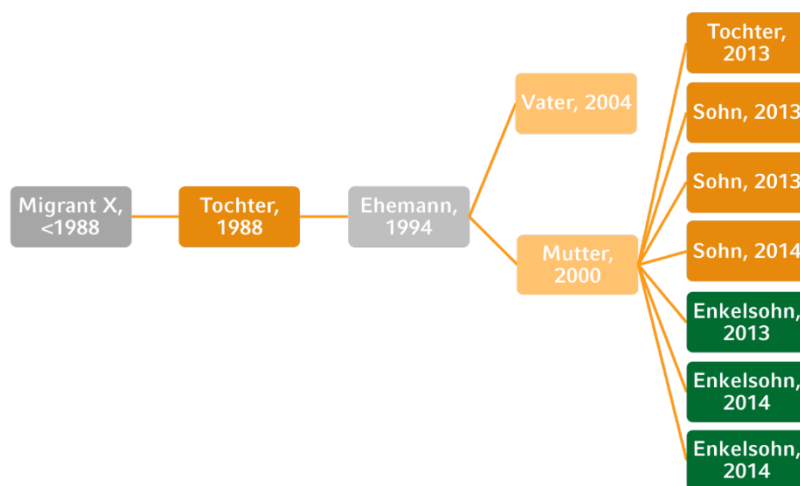 Migrant X,
<1988
Tochter,
1988
Ehemann,
1994
Vater, 2004
Mutter,
2000
Tochter,
2013
Sohn, 2013
Sohn, 2013
Sohn, 2014
Enkelsohn,
2013
Enkelsohn,
2014
Enkelsohn,
2014